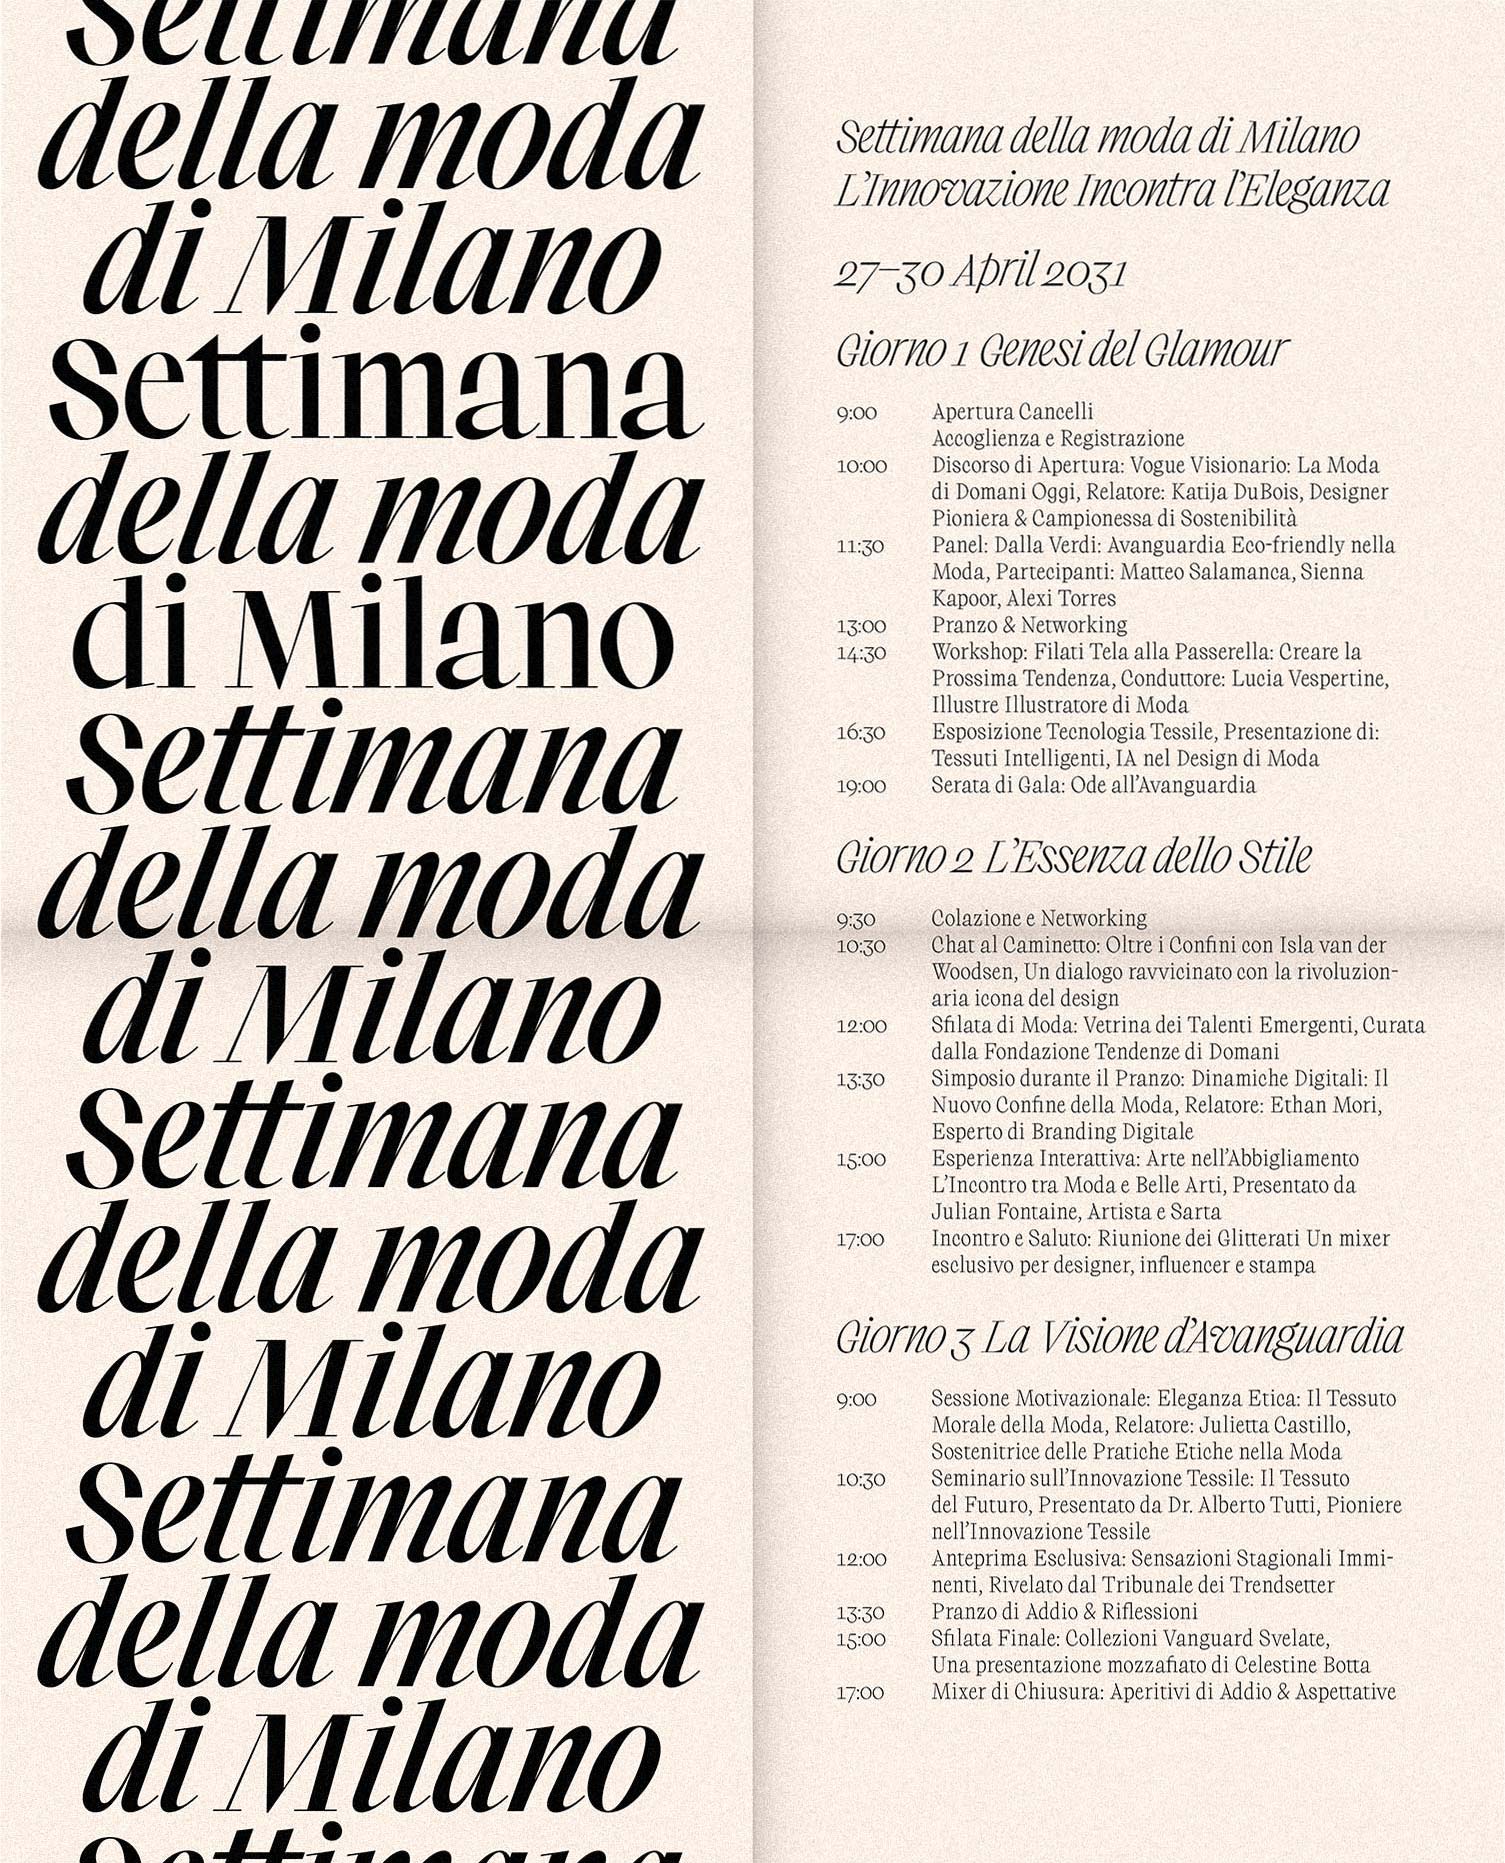 Settimana
della moda
di Milano
Settimana
della moda
di Milano
Settimana
della moda
di Milano
Settimana
della moda
di Milano
Settimana
della moda
di Milano
Settimana
Settimana della moda di Milano
L’Innovazione Incontra l’Eleganza
27–30 April 2031
Giorno 1 Genesi del Glamour
9:00 Apertura Cancelli
Accoglienza e Registrazione
10:00 Discorso di Apertura: Vogue Visionario: La Moda
di Domani Oggi, Relatore: Katija DuBois, Designer
Pioniera & Campionessa di Sostenibilità
11:30 Panel: Dalla Verdi: Avanguardia Eco-friendly nella
Moda, Partecipanti: Matteo Salamanca, Sienna
Kapoor, Alexi Torres
13:00 Pranzo & Networking
14:30 Workshop: Filati Tela alla Passerella: Creare la
Prossima Tendenza, Conduttore: Lucia Vespertine,
Illustre Illustratore di Moda
16:30 Esposizione Tecnologia Tessile, Presentazione di:
Tessuti Intelligenti, IA nel Design di Moda
19:00 Serata di Gala: Ode all’Avanguardia
Giorno 2 L’Essenza dello Stile
9:30 Colazione e Networking
10:30 Chat al Caminetto: Oltre i Confini con Isla van der
Woodsen, Un dialogo ravvicinato con la rivoluzion-
aria icona del design
12:00 Sfilata di Moda: Vetrina dei Talenti Emergenti, Curata
dalla Fondazione Tendenze di Domani
13:30 Simposio durante il Pranzo: Dinamiche Digitali: Il
Nuovo Confine della Moda, Relatore: Ethan Mori,
Esperto di Branding Digitale
15:00 Esperienza Interattiva: Arte nell’Abbigliamento
L’Incontro tra Moda e Belle Arti, Presentato da
Julian Fontaine, Artista e Sarta
17:00 Incontro e Saluto: Riunione dei Glitterati Un mixer
esclusivo per designer, influencer e stampa
Giorno 3 La Visione d’Avanguardia
9:00 Sessione Motivazionale: Eleganza Etica: Il Tessuto
Morale della Moda, Relatore: Julietta Castillo,
Sostenitrice delle Pratiche Etiche nella Moda
10:30 Seminario sull’Innovazione Tessile: Il Tessuto
del Futuro, Presentato da Dr. Alberto Tutti, Pioniere
nell’Innovazione Tessile
12:00 Anteprima Esclusiva: Sensazioni Stagionali Immi-
nenti, Rivelato dal Tribunale dei Trendsetter
13:30 Pranzo di Addio & Riflessioni
15:00 Sfilata Finale: Collezioni Vanguard Svelate,
Una presentazione mozzafiato di Celestine Botta
17:00 Mixer di Chiusura: Aperitivi di Addio & Aspettative